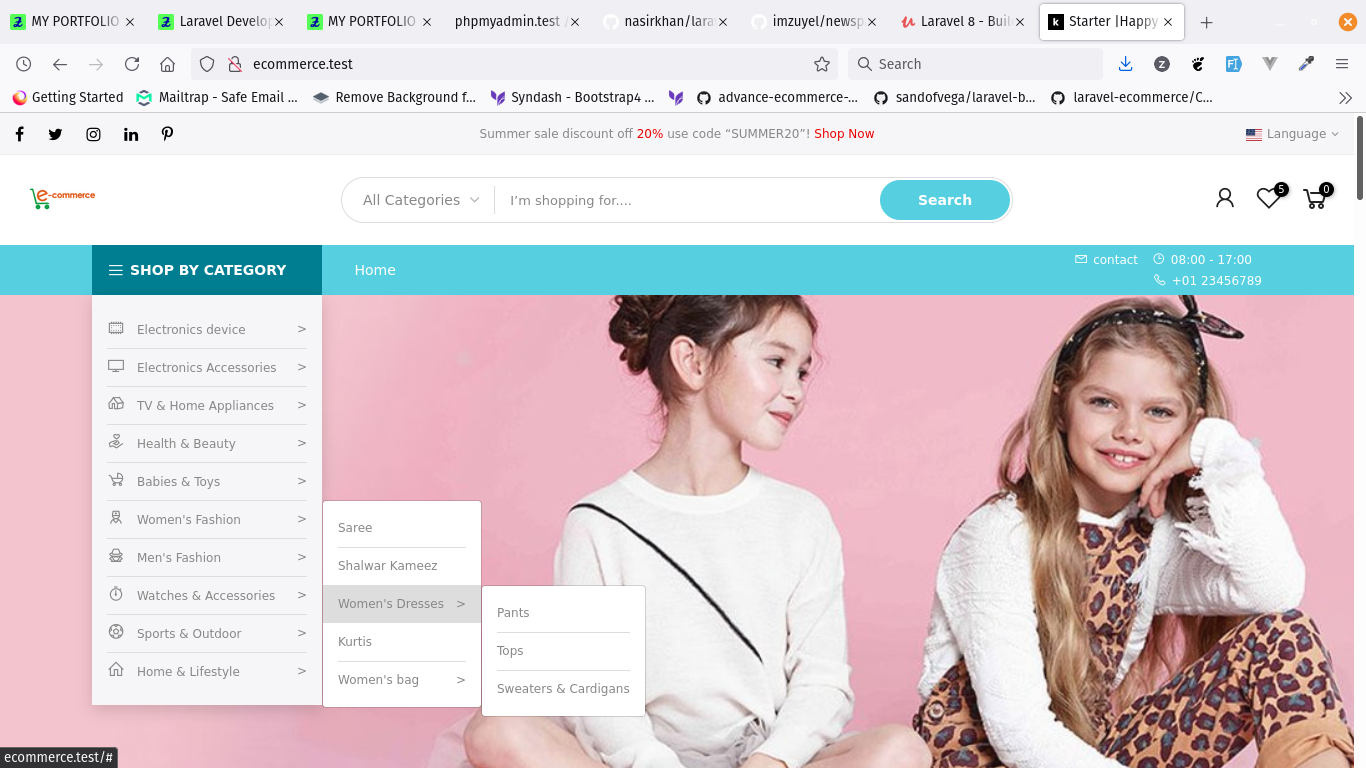 MY PORTFOLIO
Laravel Develo
MY PORTFOLIO
phpmyadmin.test /
nasirkhan/lara
imzuyel/newsp
Laravel 8 - Buil
Starter |Happy
ecommerce.test
Search
Getting Started
Mailtrap - Safe Email ...
Remove Background f...
Syndash - Bootstrap4 ...
advance-ecommerce-...
sandofvega/laravel-b...
laravel-ecommerce/C...
Summer sale discount off 20% use code “SUMMER20”! Shop Now
Language
e-commerce
All Categories
I’m shopping for....
Search
5
0
SHOP BY CATEGORY
Home
contact
08:00 - 17:00
+01 23456789
Electronics device >
Electronics Accessories >
TV & Home Appliances >
Health & Beauty >
Babies & Toys >
Women's Fashion >
Men's Fashion >
Watches & Accessories >
Sports & Outdoor >
Home & Lifestyle >
Saree
Shalwar Kameez
Women's Dresses >
Kurtis
Women's bag >
Pants
Tops
Sweaters & Cardigans
ecommerce.test/#